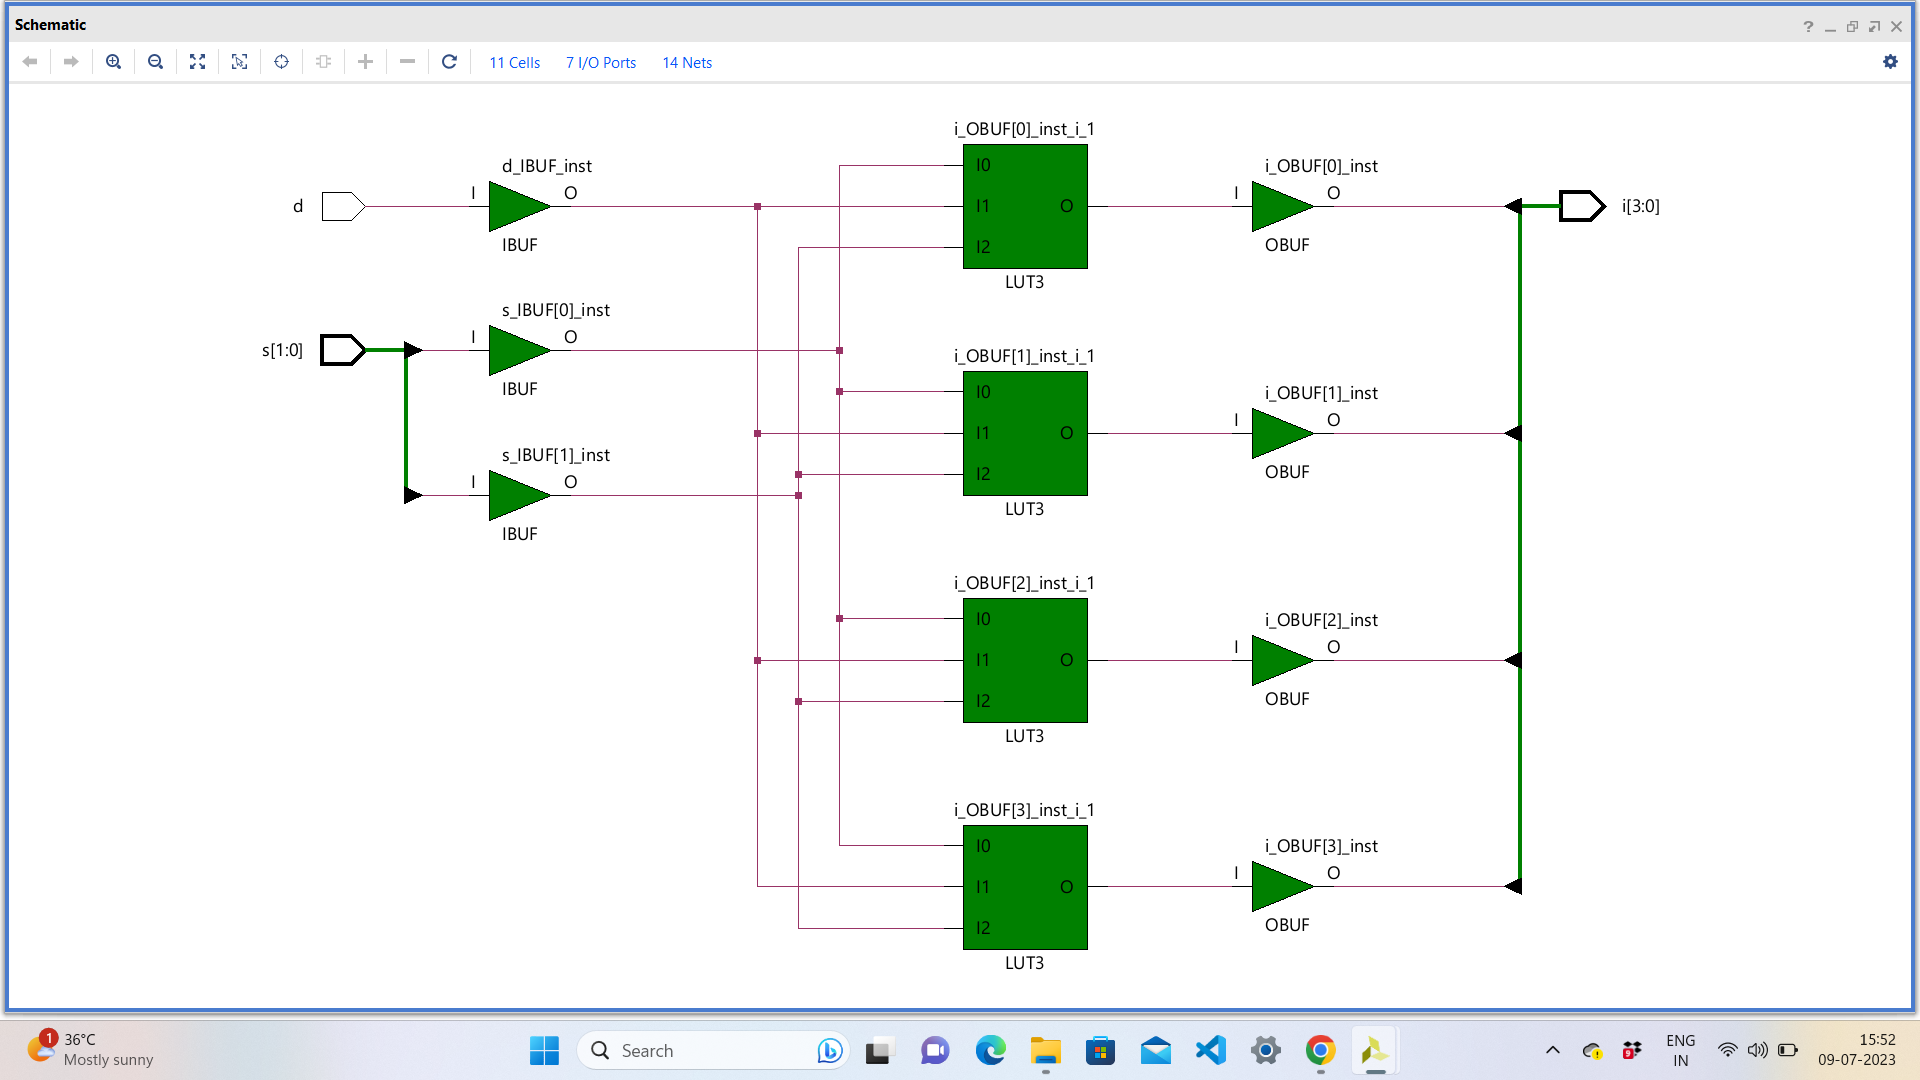 Schematic
?
11 Cells 7 I/O Ports 14 Nets
i_OBUF[0]_inst_i_1
d_IBUF_inst
i_OBUF[0]_inst
I0
I O
I O
d
I1 O
i[3:0]
IBUF
I2
OBUF
LUT3
s_IBUF[0]_inst
I O
s[1:0]
i_OBUF[1]_inst_i_1
IBUF
I0
i_OBUF[1]_inst
I O
I1 O
s_IBUF[1]_inst
I2
OBUF
I O
LUT3
IBUF
i_OBUF[2]_inst_i_1
I0
i_OBUF[2]_inst
I O
I1 O
I2
OBUF
LUT3
i_OBUF[3]_inst_i_1
I0
i_OBUF[3]_inst
I O
I1 O
I2
OBUF
LUT3
1
36°C
Mostly sunny
Search
9
ENG
IN
15:52
09-07-2023